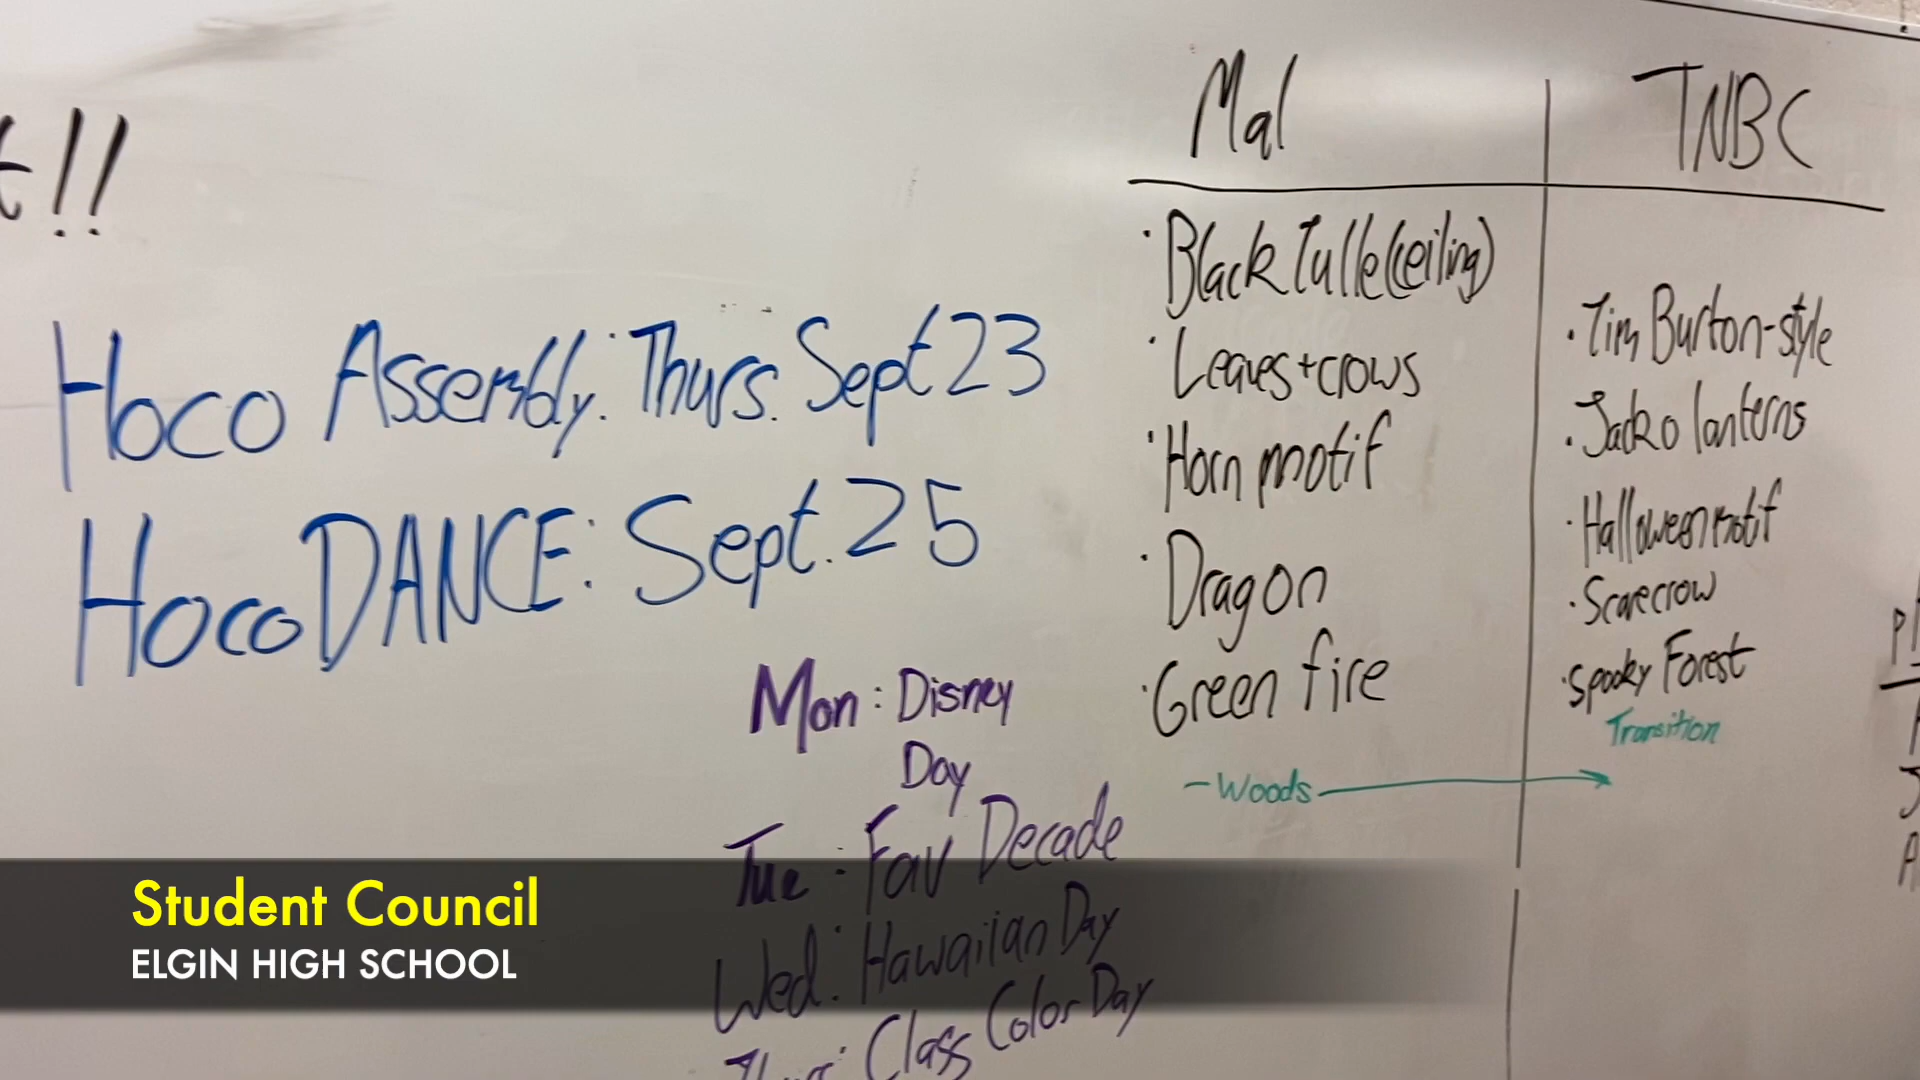 t!!
Hoco Assembly: Thurs. Sept 23
Hoco DANCE: Sept. 25
Mon: Disney
Day
Tue: Fav Decade
Wed: Hawaiian Day
Thur: Class Color Day
Mal
· Black Tulle (ceiling)
· Leaves + crows
· Horn motif
· Dragon
· Green fire
- Woods
TNBC
· Tim Burton-style
· Jack o lanterns
· Halloween motif
· Scarecrow
· Spooky Forest
Transition
Student Council
ELGIN HIGH SCHOOL